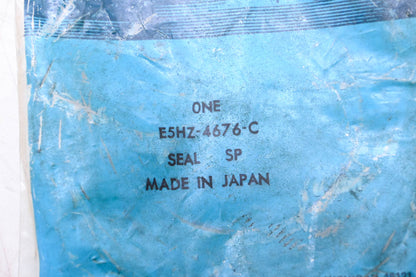 ONE
E5HZ-4676-C
SEAL SP
MADE IN JAPAN